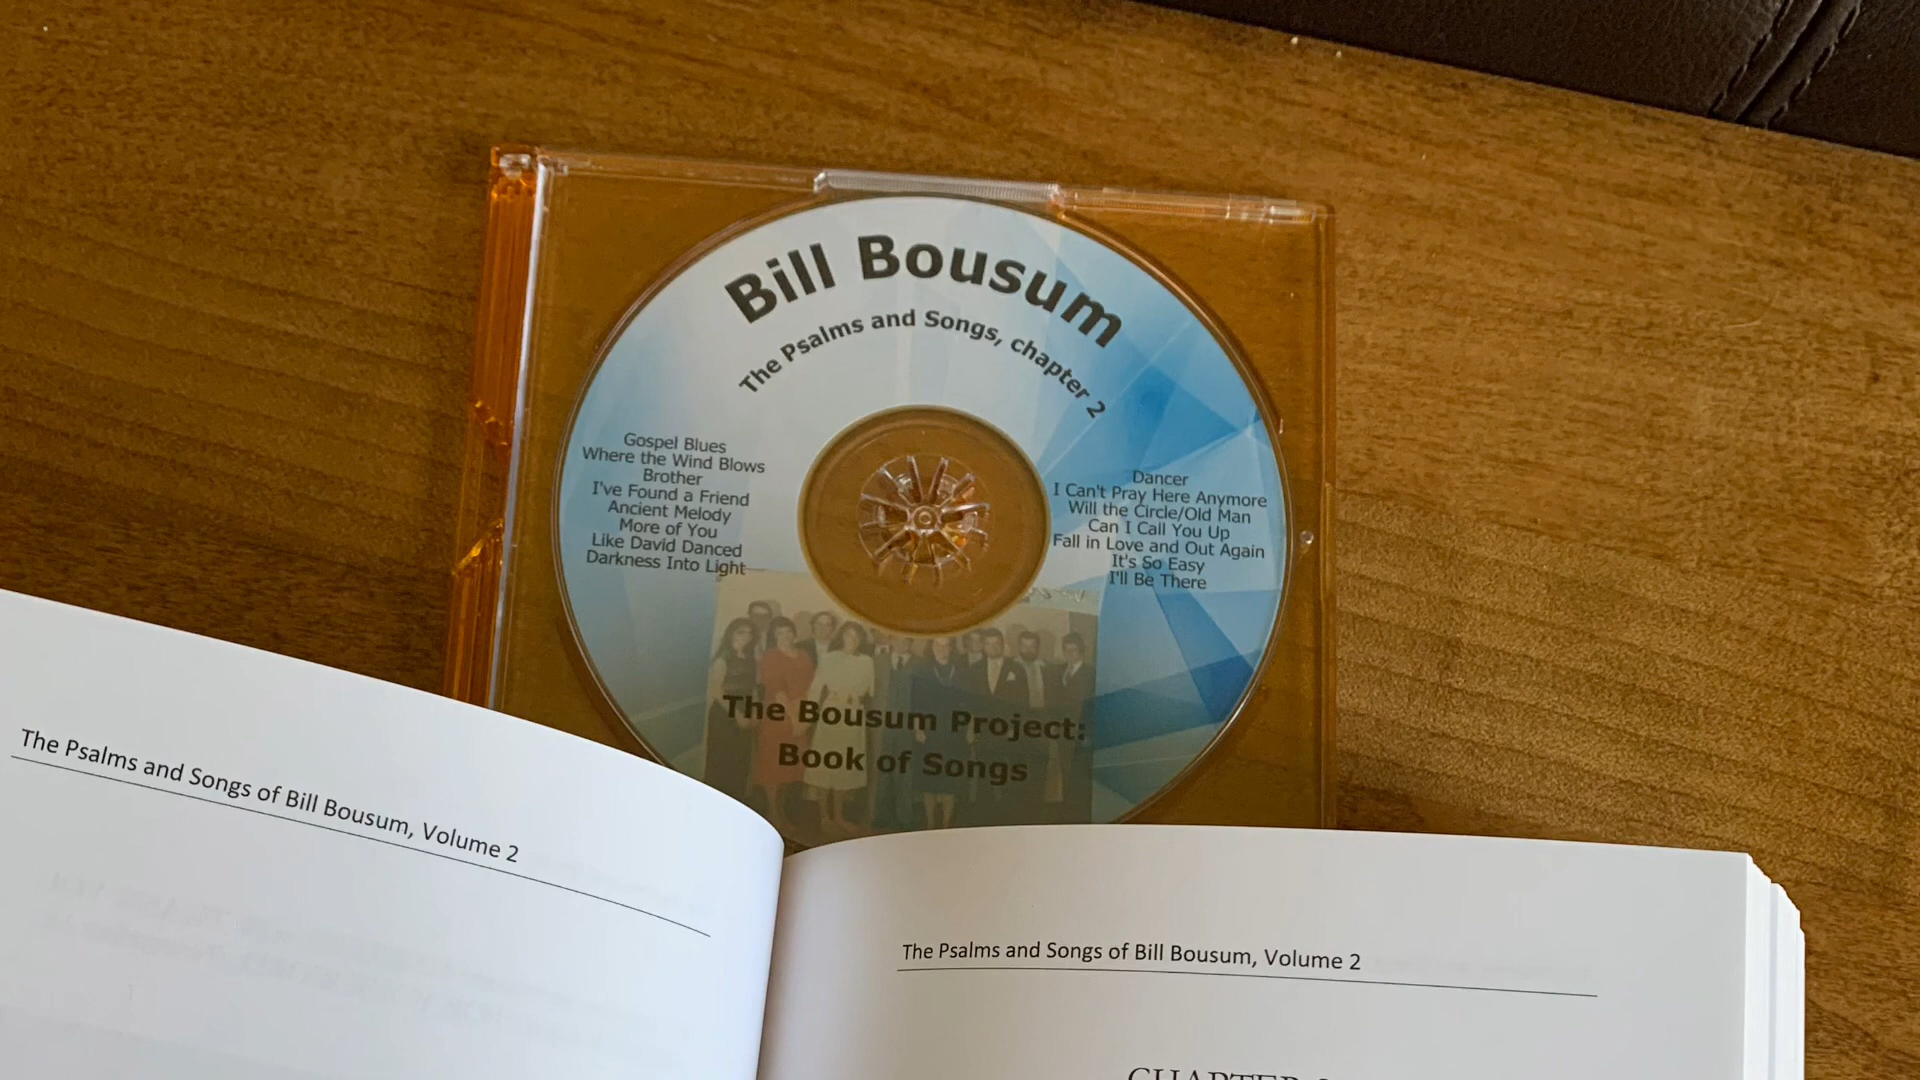 Bill Bousum
The Psalms and Songs, chapter 2
Gospel Blues
Where the Wind Blows
Brother
I've Found a Friend
Ancient Melody
More of You
Like David Danced
Darkness Into Light
Dancer
I Can't Pray Here Anymore
Will the Circle/Old Man
Can I Call You Up
Fall in Love and Out Again
It's So Easy
I'll Be There
The Bousum Project:
Book of Songs
The Psalms and Songs of Bill Bousum, Volume 2
The Psalms and Songs of Bill Bousum, Volume 2
CHAPTER